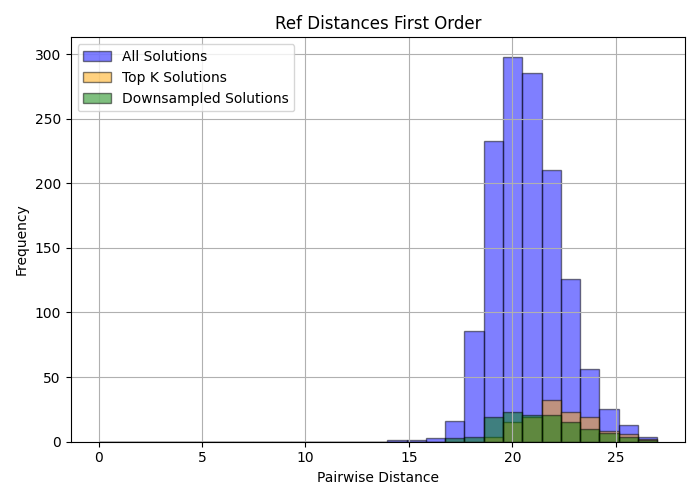 Ref Distances First Order
All Solutions
Top K Solutions
Downsampled Solutions
300
250
200
150
100
50
0
Frequency
0 5 10 15 20 25
Pairwise Distance